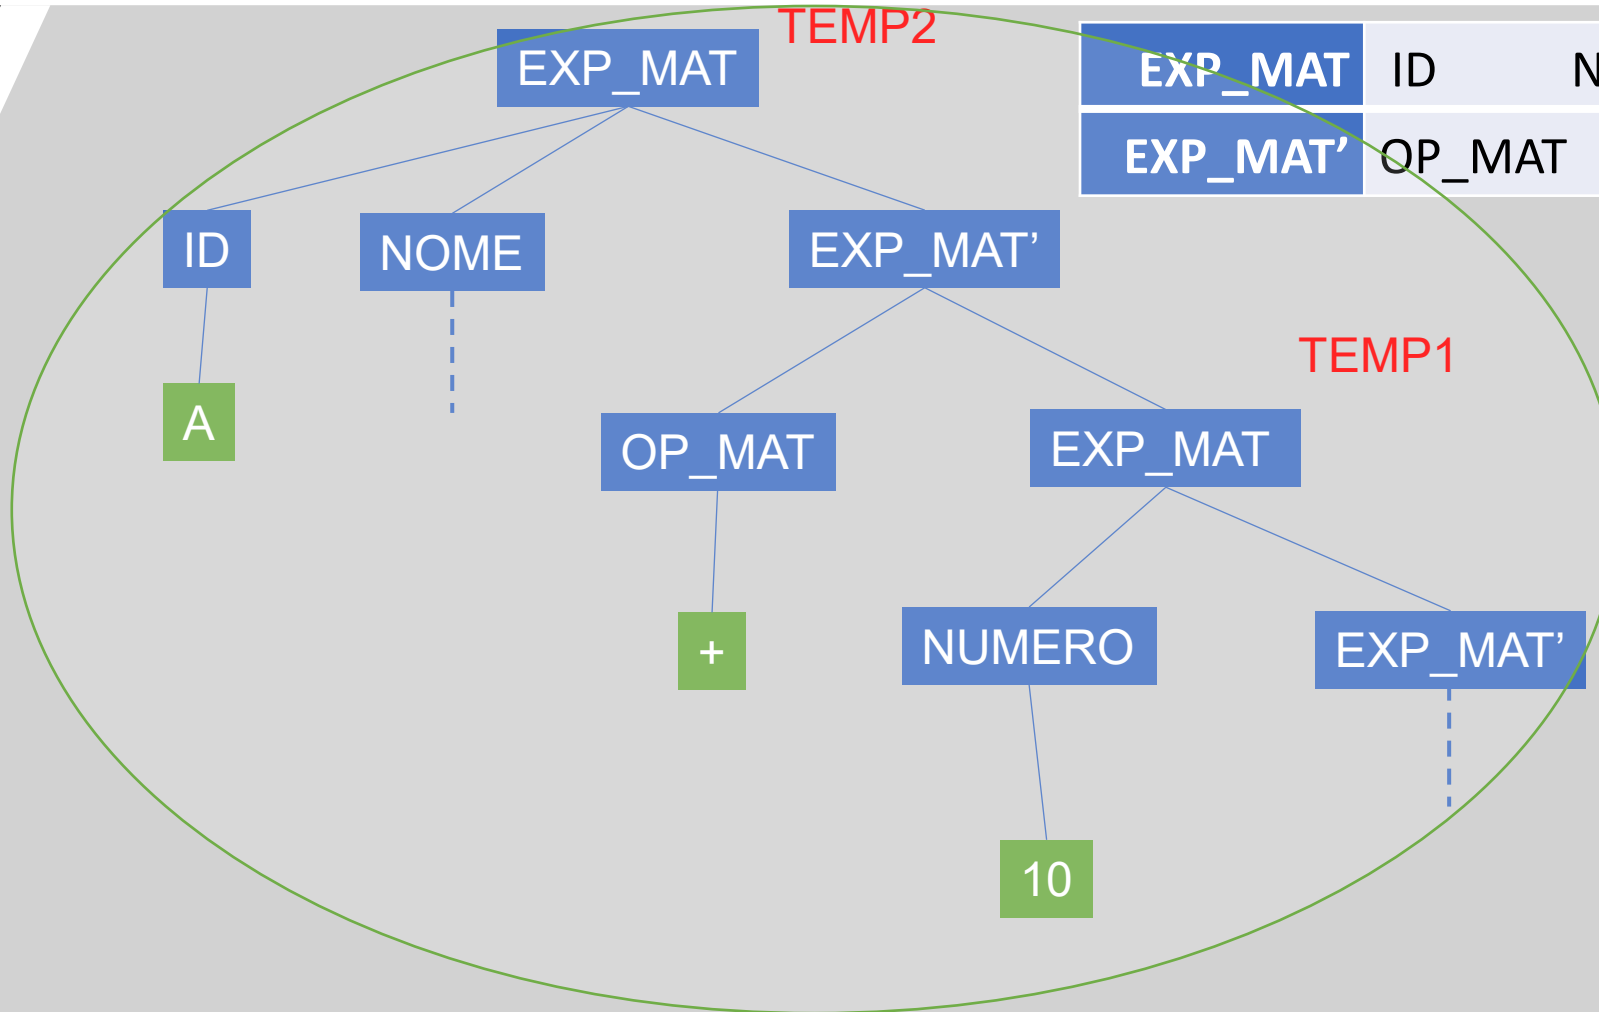 TEMP2
EXP_MAT
EXP_MAT ID N
EXP_MAT’ OP_MAT
ID NOME EXP_MAT’
TEMP1
A
OP_MAT EXP_MAT
+ NUMERO EXP_MAT’
10